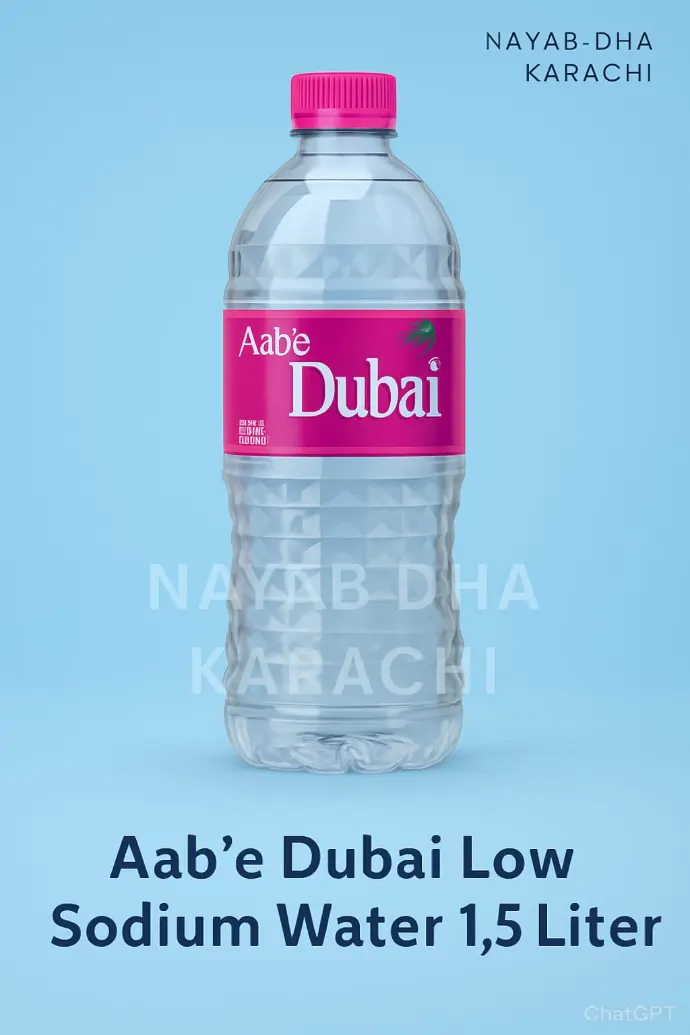 NAYAB-DHA
KARACHI
Aab'e
Dubai
NAYAB DHA
KARACHI
Aab’e Dubai Low
Sodium Water 1,5 Liter
ChatGPT